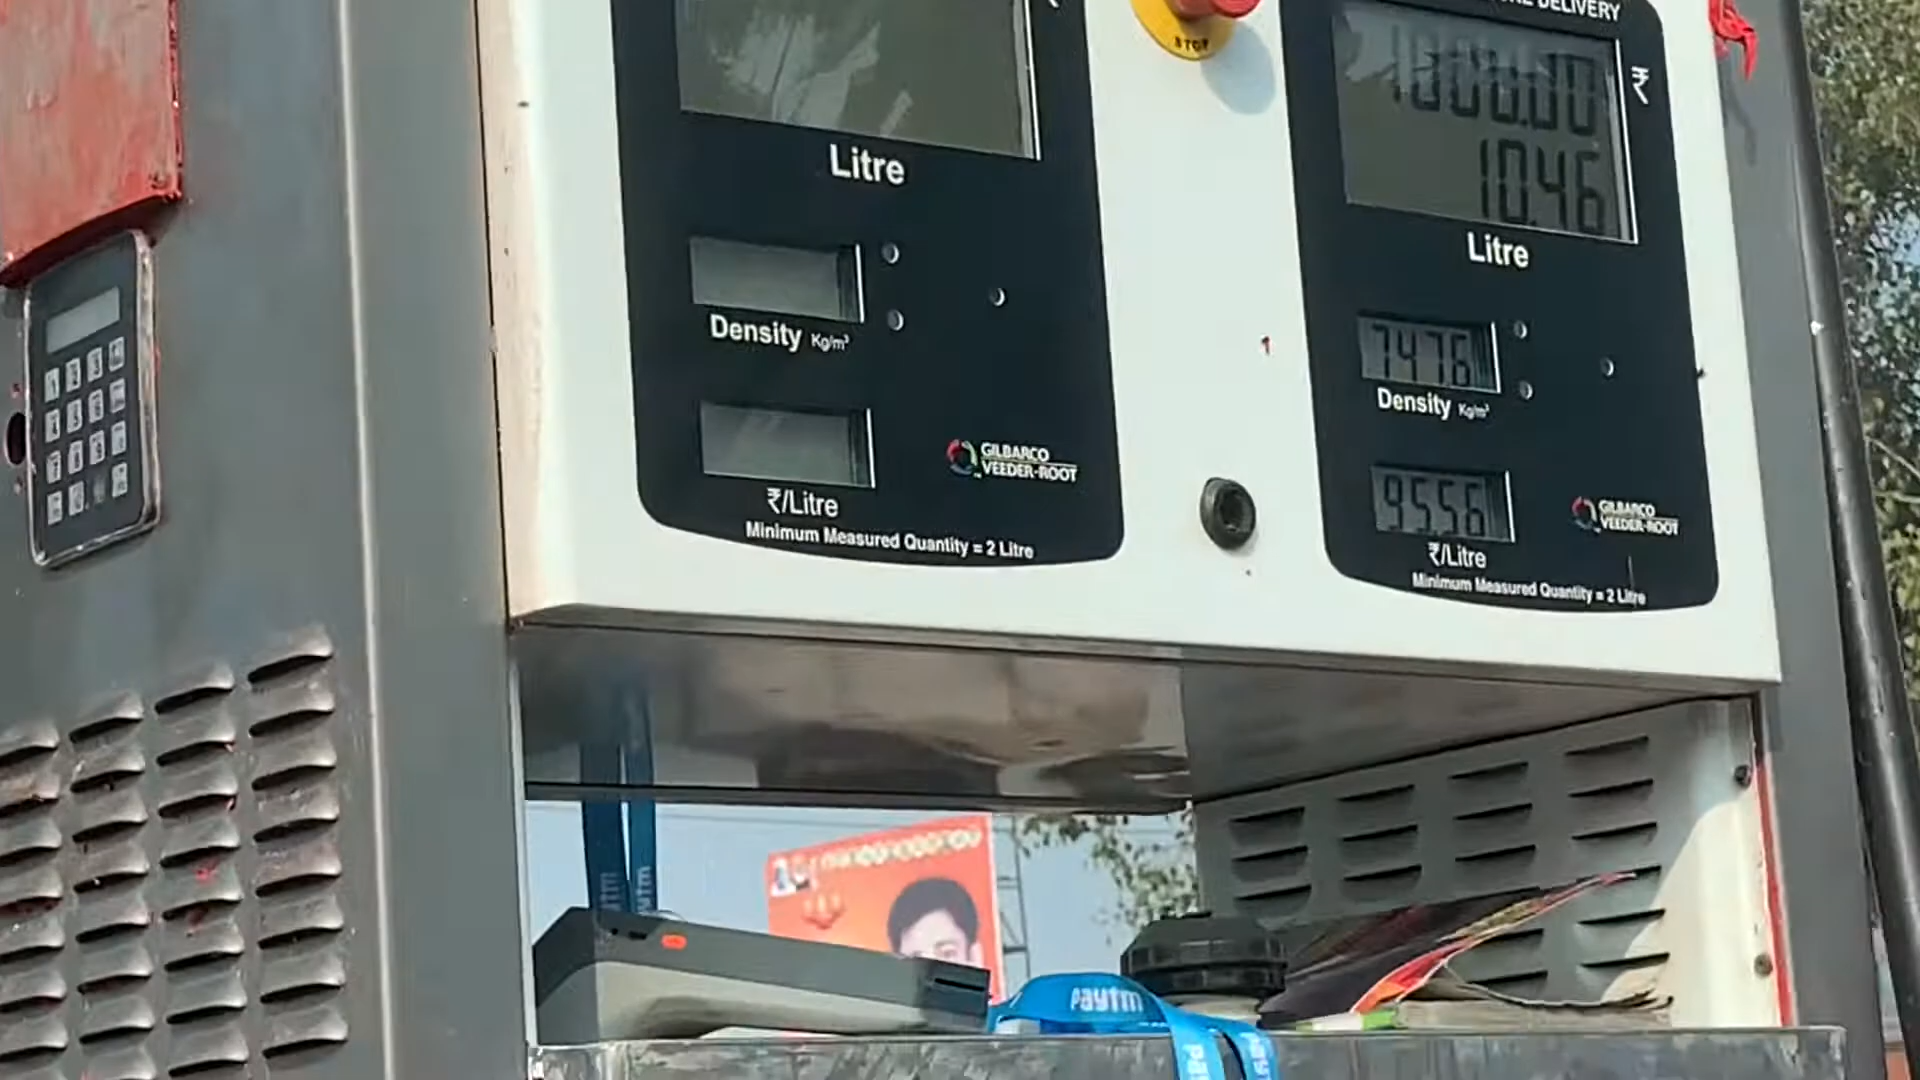 ₹
Litre
Density Kg/m³
₹/Litre
Minimum Measured Quantity = 2 Litre
GILBARCO
VEEDER-ROOT
STOP
DELIVERY
1000.00
₹
10.46
Litre
747.6
Density Kg/m³
95.56
₹/Litre
Minimum Measured Quantity = 2 Litre
GILBARCO
VEEDER-ROOT
paytm